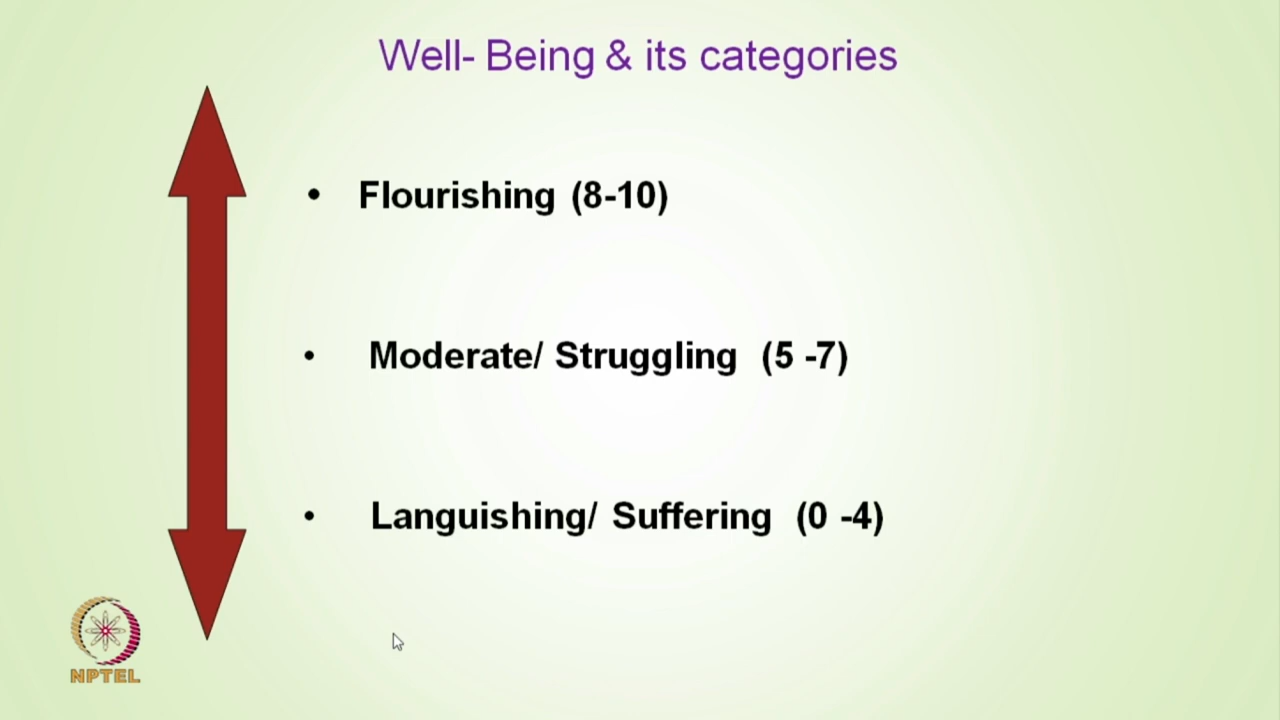 Well- Being & its categories
• Flourishing (8-10)
• Moderate/ Struggling (5 -7)
• Languishing/ Suffering (0 -4)
NPTEL